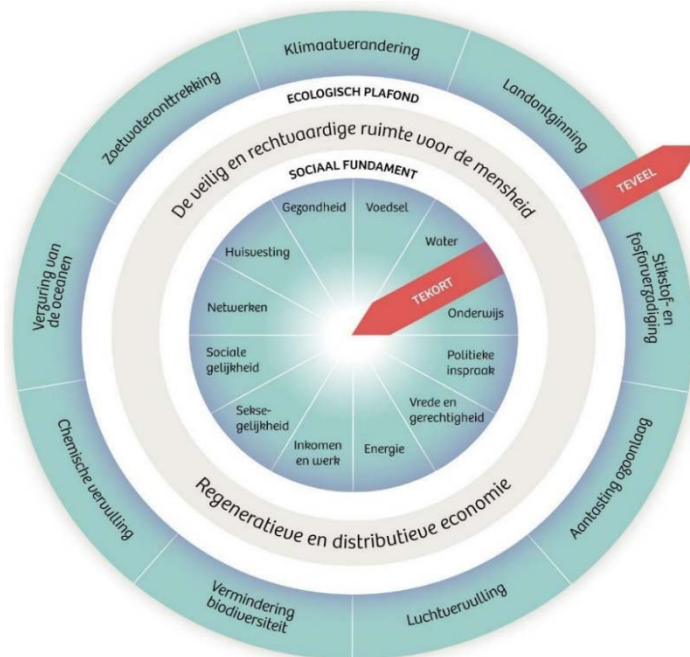 Klimaatverandering
Landontginning
Stikstof- en
fosforverzadiging
Aantasting ozoonlaag
Luchtvervuiling
Vermindering
biodiversiteit
Chemische vervuiling
Verzuring van
de oceanen
Zoetwateronttrekking
ECOLOGISCH PLAFOND
De veilig en rechtvaardige ruimte voor de mensheid
SOCIAAL FUNDAMENT
TEVEEL
TEKORT
Voedsel
Water
Onderwijs
Politieke
inspraak
Vrede en
gerechtigheid
Energie
Inkomen
en werk
Sekse-
gelijkheid
Sociale
gelijkheid
Netwerken
Huisvesting
Gezondheid
Regeneratieve en distributieve economie